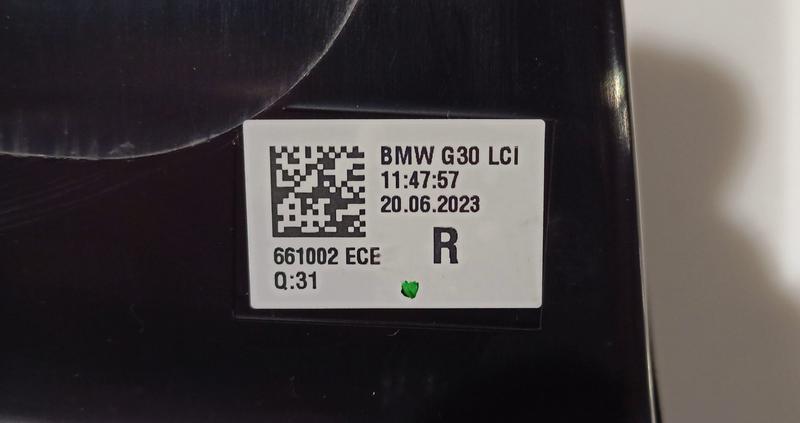 BMW G30 LCI
11:47:57
20.06.2023
R
661002 ECE
Q:31